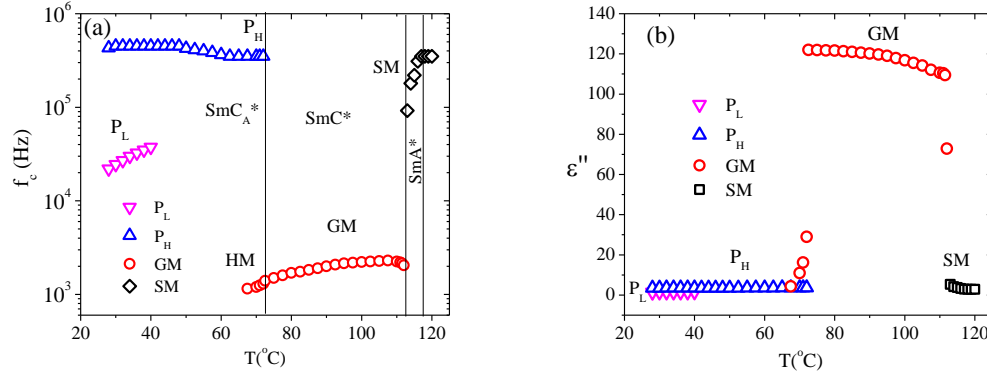 (a)
P_H
SM
SmC_A*
SmC*
SmA*
P_L
GM
HM
P_L
P_H
GM
SM
10^6
10^5
10^4
10^3
f_c (Hz)
20 40 60 80 100 120
T(°C)
(b)
GM
P_L
P_H
GM
SM
P_H
P_L
SM
140
120
100
80
60
40
20
0
ε"
20 40 60 80 100 120
T(°C)